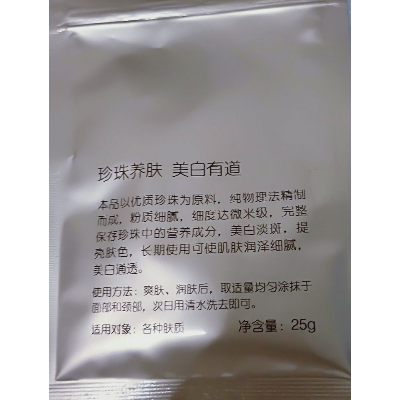 珍珠养肤 美白有道
本品以优质珍珠为原料，纯物理法精制
而成，粉质细腻，细度达微米级，完整
保存珍珠中的营养成分，美白淡斑，提
亮肤色，长期使用可使肌肤润泽细腻，
美白通透。
使用方法：爽肤、润肤后，取适量均匀涂抹于
面部和颈部，次日用清水洗去即可。
适用对象：各种肤质
净含量：25g